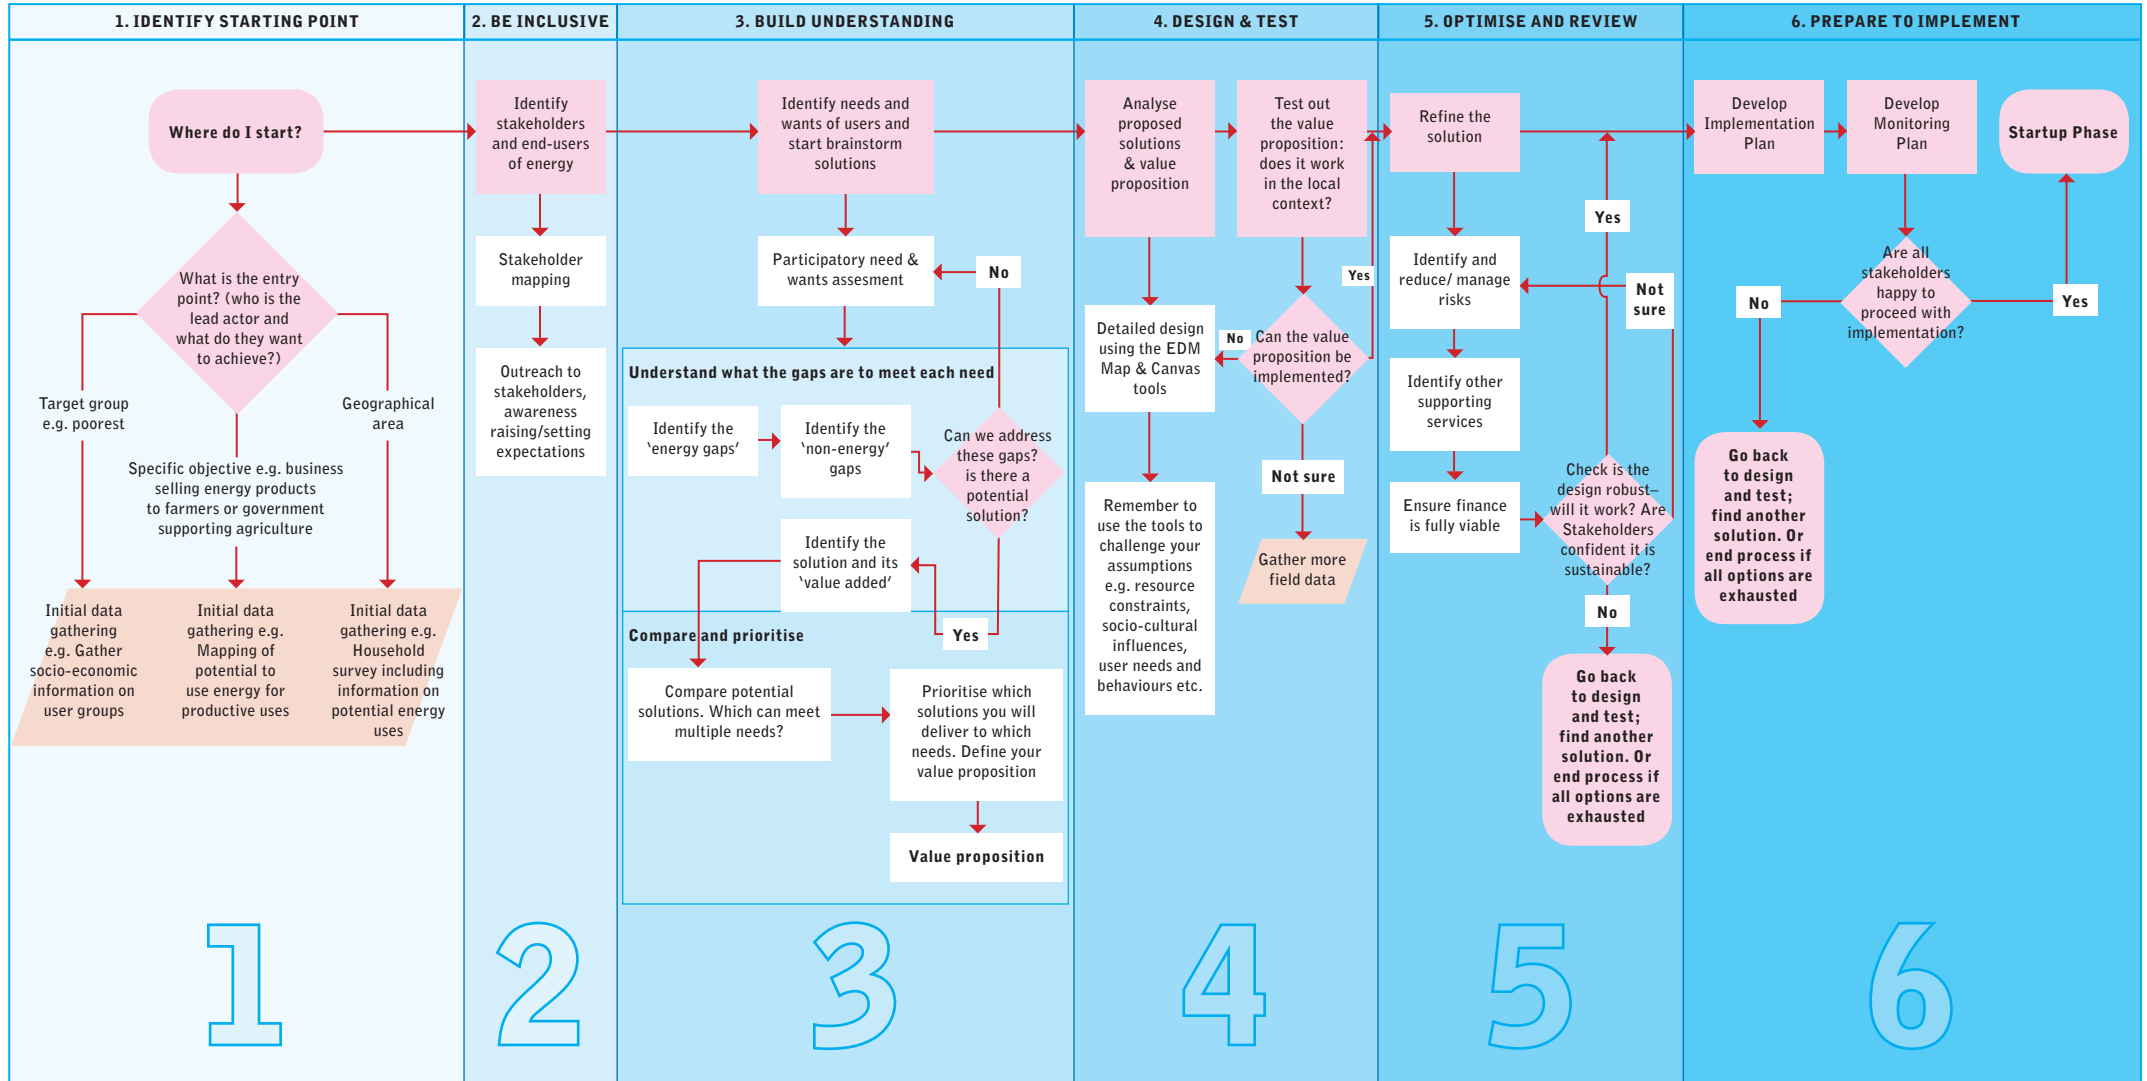 1. IDENTIFY STARTING POINT
Where do I start?
What is the entry
point? (who is the
lead actor and
what do they want
to achieve?)
Target group
e.g. poorest
Geographical
area
Specific objective e.g. business
selling energy products
to farmers or government
supporting agriculture
Initial data
gathering
e.g. Gather
socio-economic
information on
user groups
Initial data
gathering e.g.
Mapping of
potential to
use energy for
productive uses
Initial data
gathering e.g.
Household
survey including
information on
potential energy
uses
1
2. BE INCLUSIVE
Identify
stakeholders
and end-users
of energy
Stakeholder
mapping
Outreach to
stakeholders,
awareness
raising/setting
expectations
2
3. BUILD UNDERSTANDING
Identify needs and
wants of users and
start brainstorm
solutions
Participatory need &
wants assesment
No
Understand what the gaps are to meet each need
Identify the
‘energy gaps’
Identify the
‘non-energy’
gaps
Can we address
these gaps?
is there a
potential
solution?
Identify the
solution and its
‘value added’
Yes
Compare and prioritise
Compare potential
solutions. Which can meet
multiple needs?
Prioritise which
solutions you will
deliver to which
needs. Define your
value proposition
Value proposition
3
4. DESIGN & TEST
Analyse
proposed
solutions
& value
proposition
Test out
the value
proposition:
does it work
in the local
context?
Yes
Detailed design
using the EDM
Map & Canvas
tools
No
Can the value
proposition be
implemented?
Not sure
Gather more
field data
Remember to
use the tools to
challenge your
assumptions
e.g. resource
constraints,
socio-cultural
influences,
user needs and
behaviours etc.
4
5. OPTIMISE AND REVIEW
Refine the
solution
Yes
Identify and
reduce/ manage
risks
Not
sure
Identify other
supporting
services
Ensure finance
is fully viable
Check is the
design robust–
will it work? Are
Stakeholders
confident it is
sustainable?
No
Go back
to design
and test;
find another
solution. Or
end process if
all options are
exhausted
5
6. PREPARE TO IMPLEMENT
Develop
Implementation
Plan
Develop
Monitoring
Plan
Startup Phase
Are all
stakeholders
happy to
proceed with
implementation?
No
Yes
Go back
to design
and test;
find another
solution. Or
end process if
all options are
exhausted
6